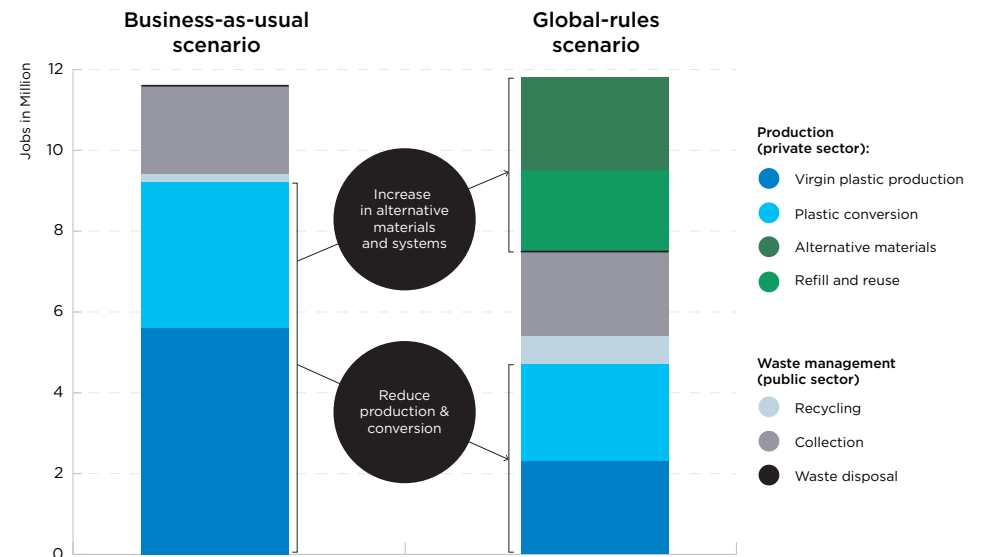 Business-as-usual
scenario
Global-rules
scenario
Jobs in Million
12
10
8
6
4
2
0
Increase
in alternative
materials
and systems
Reduce
production &
conversion
Production
(private sector):
Virgin plastic production
Plastic conversion
Alternative materials
Refill and reuse
Waste management
(public sector)
Recycling
Collection
Waste disposal